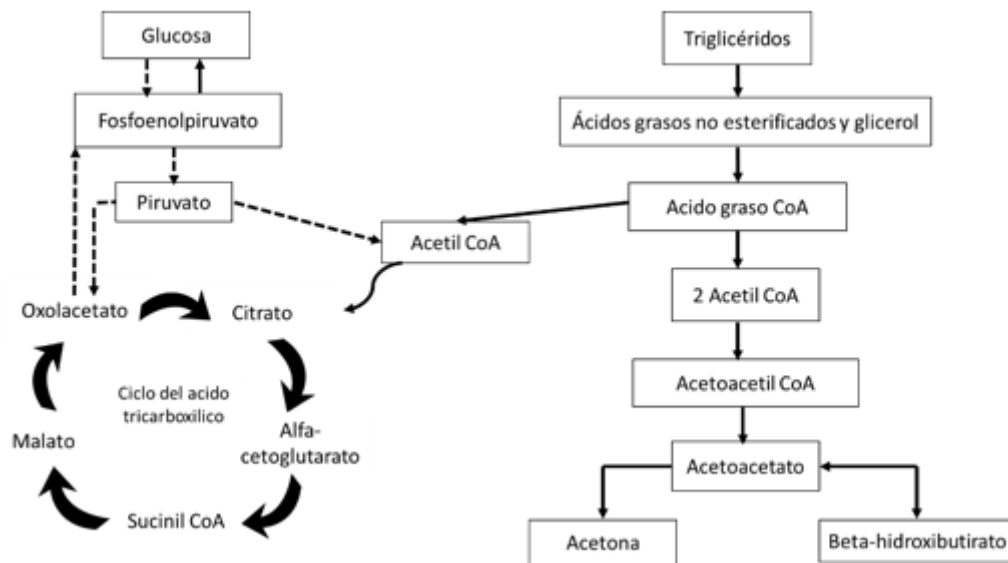 Glucosa
Fosfoenolpiruvato
Piruvato
Oxolacetato
Citrato
Ciclo del acido
tricarboxilico
Malato
Alfa-
cetoglutarato
Sucinil CoA
Acetil CoA
Triglicéridos
Ácidos grasos no esterificados y glicerol
Acido graso CoA
2 Acetil CoA
Acetoacetil CoA
Acetoacetato
Acetona
Beta-hidroxibutirato